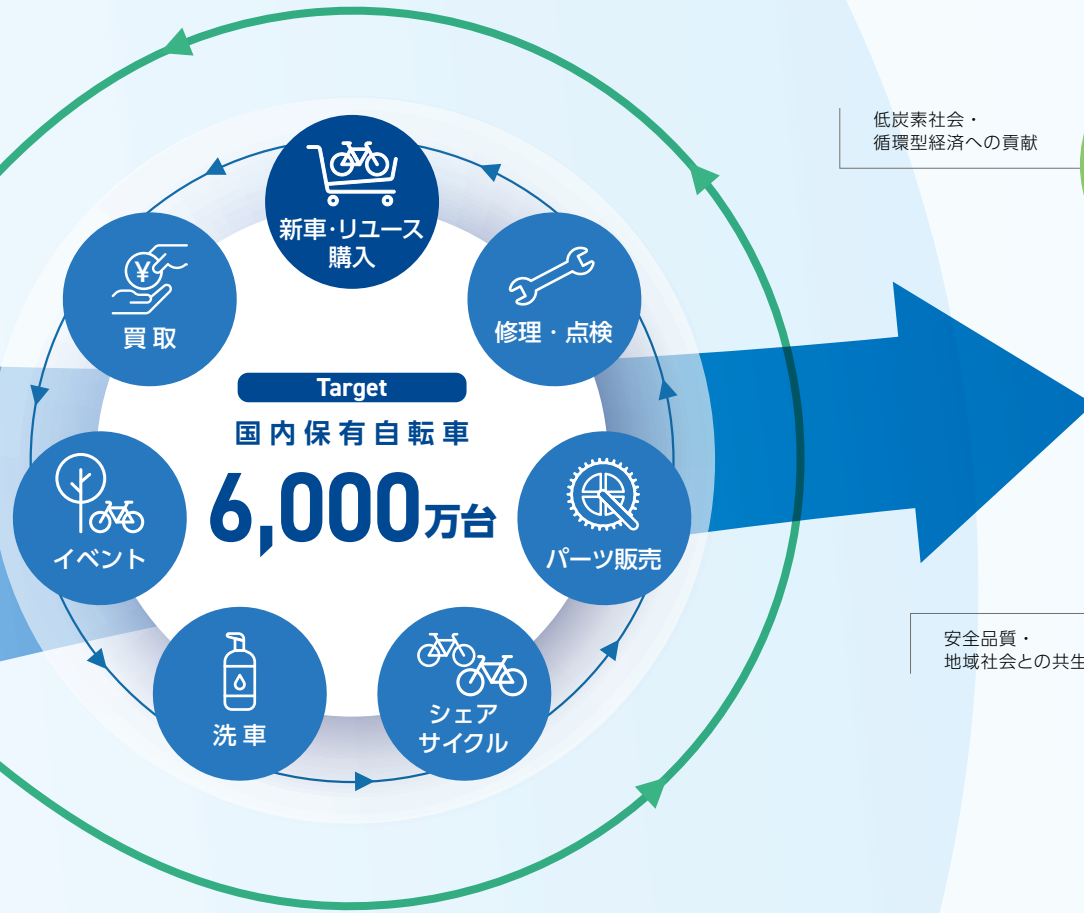 低炭素社会・
循環型経済への貢献
新車・リユース
購入
買取
¥
修理・点検
Target
国内保有自転車
6,000万台
イベント
パーツ販売
洗車
シェア
サイクル
安全品質・
地域社会との共生